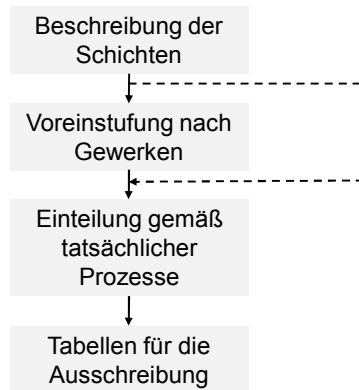 Beschreibung der
Schichten
Voreinstufung nach
Gewerken
Einteilung gemäß
tatsächlicher
Prozesse
Tabellen für die
Ausschreibung